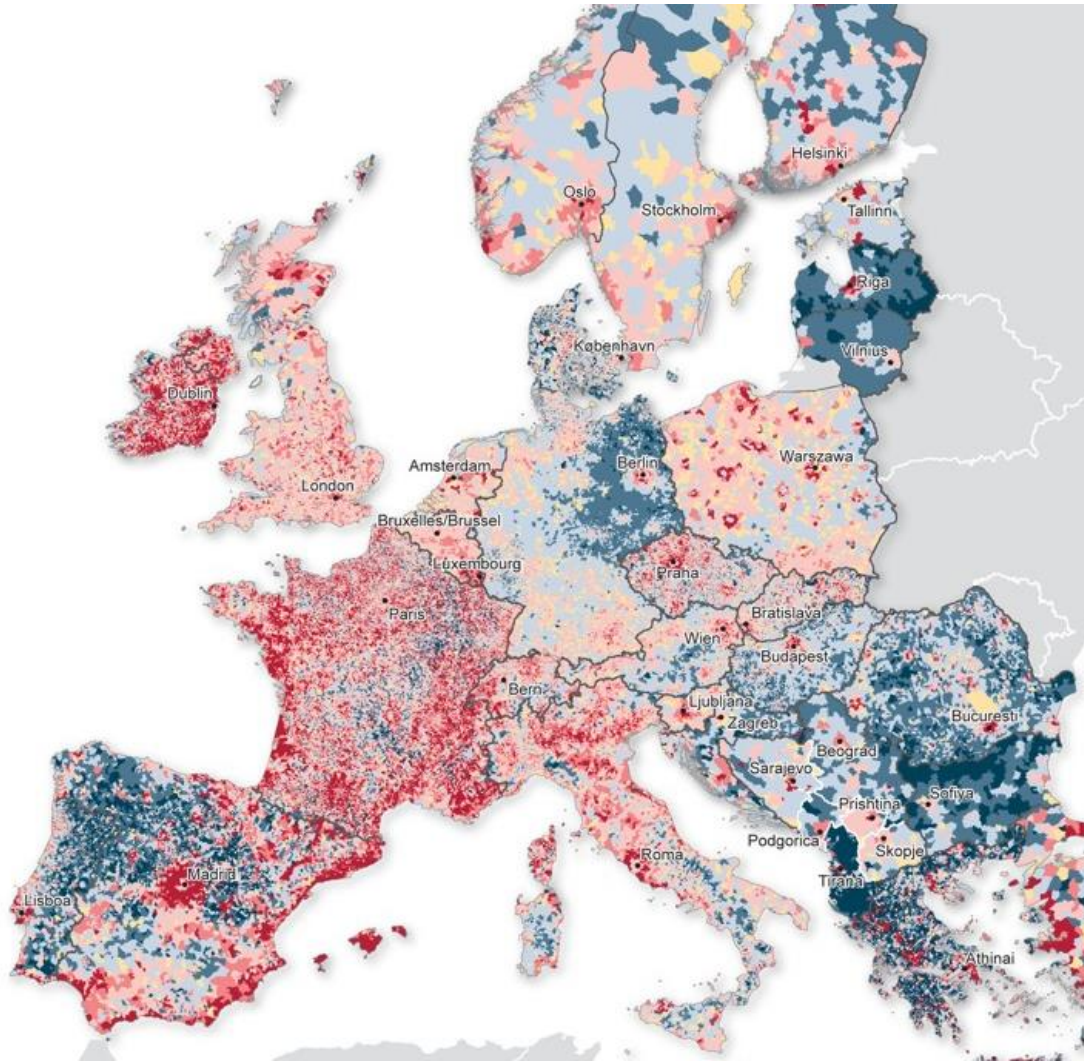 Helsinki
Oslo
Tallinn
Stockholm
Riga
København
Vilnius
Dublin
Berlin
Warszawa
Amsterdam
London
Bruxelles/Brussel
Luxembourg
Praha
Paris
Bratislava
Wien
Budapest
Bern
Ljubljana
Zagreb
Bucuresti
Beograd
Sarajevo
Prishtina
Sofiya
Podgorica
Skopje
Roma
Madrid
Tirana
Lisboa
Athinai